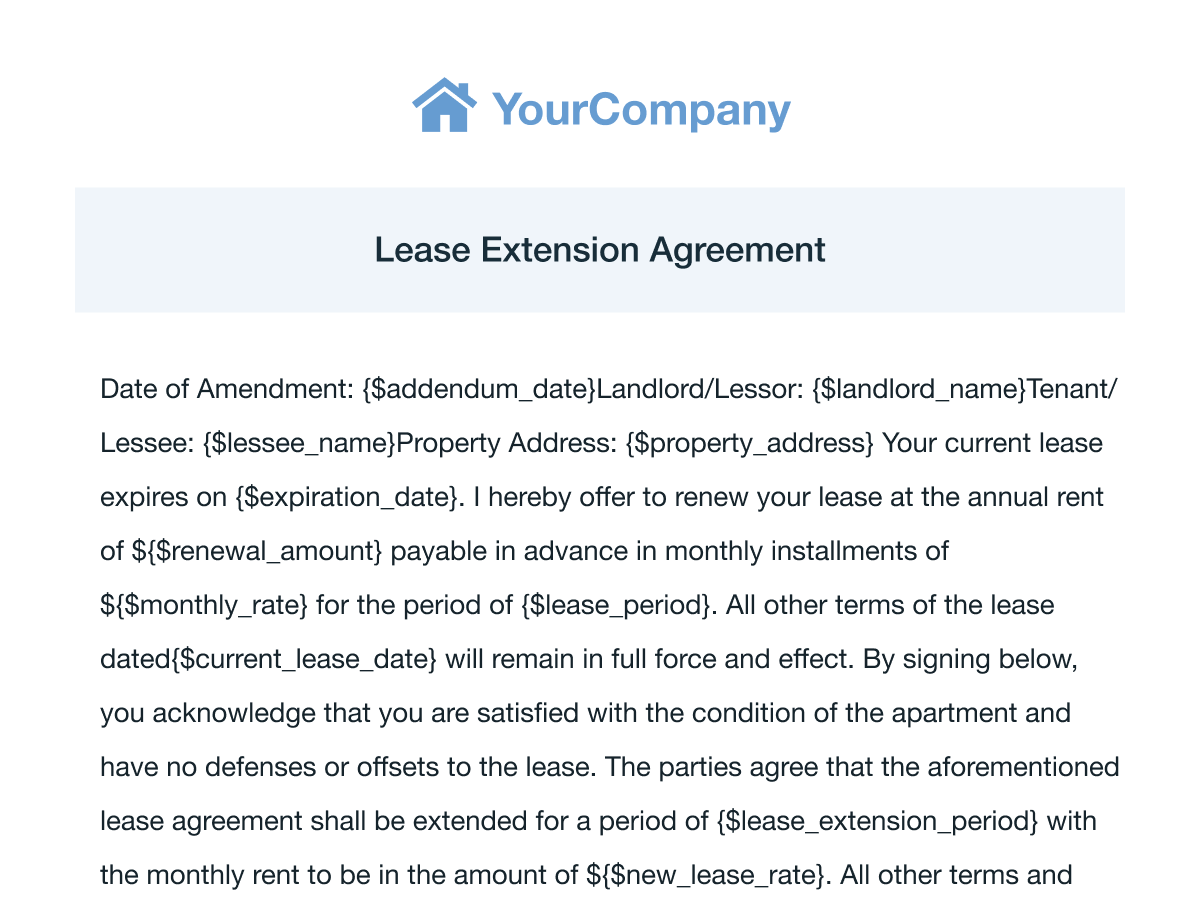 YourCompany
Lease Extension Agreement
Date of Amendment: {$addendum_date}Landlord/Lessor: {$landlord_name}Tenant/
Lessee: {$lessee_name}Property Address: {$property_address} Your current lease
expires on {$expiration_date}. I hereby offer to renew your lease at the annual rent
of ${$renewal_amount} payable in advance in monthly installments of
${$monthly_rate} for the period of {$lease_period}. All other terms of the lease
dated{$current_lease_date} will remain in full force and effect. By signing below,
you acknowledge that you are satisfied with the condition of the apartment and
have no defenses or offsets to the lease. The parties agree that the aforementioned
lease agreement shall be extended for a period of {$lease_extension_period} with
the monthly rent to be in the amount of ${$new_lease_rate}. All other terms and